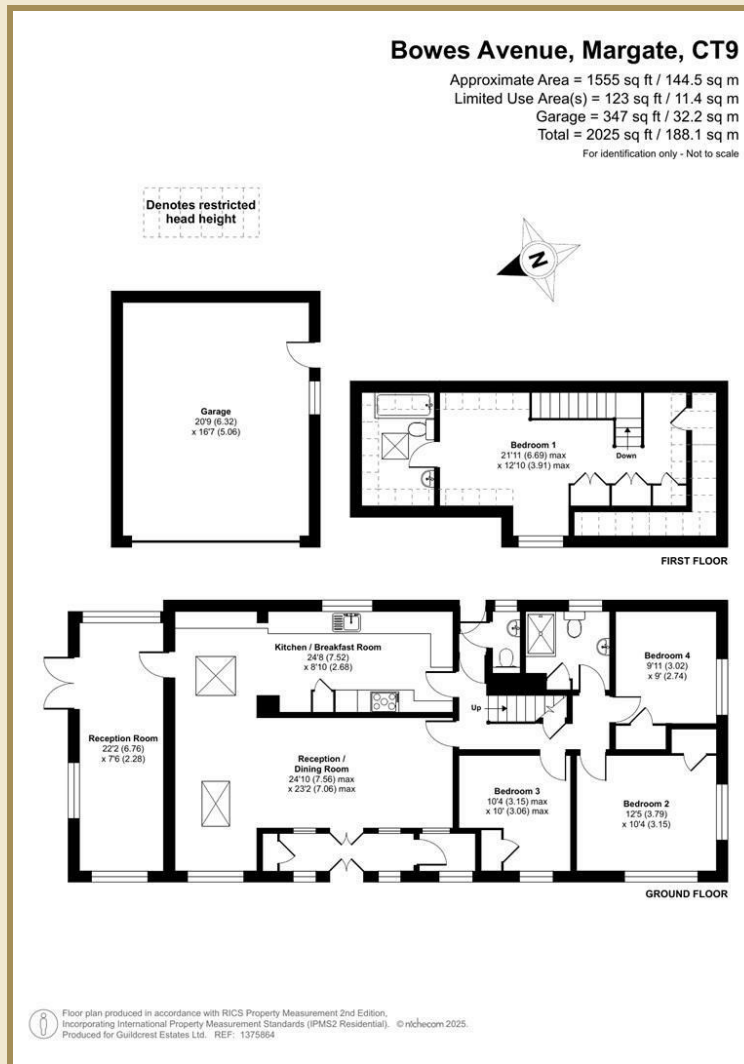 Bowes Avenue, Margate, CT9
Approximate Area = 1555 sq ft / 144.5 sq m
Limited Use Area(s) = 123 sq ft / 11.4 sq m
Garage = 347 sq ft / 32.2 sq m
Total = 2025 sq ft / 188.1 sq m
For identification only - Not to scale
Denotes restricted
head height
N
Garage
20'9 (6.32)
x 16'7 (5.06)
Bedroom 1
21'11 (6.69) max
x 12'10 (3.91) max
Down
FIRST FLOOR
Kitchen / Breakfast Room
24'8 (7.52)
x 8'10 (2.68)
Bedroom 4
9'11 (3.02)
x 9' (2.74)
Up
Reception Room
22'2 (6.76)
x 7'6 (2.28)
Reception /
Dining Room
24'10 (7.56) max
x 23'2 (7.06) max
Bedroom 3
10'4 (3.15) max
x 10' (3.06) max
Bedroom 2
12'5 (3.79)
x 10'4 (3.15)
GROUND FLOOR
Floor plan produced in accordance with RICS Property Measurement 2nd Edition,
Incorporating International Property Measurement Standards (IPMS2 Residential). © nichecom 2025.
Produced for Guildcrest Estates Ltd. REF: 1375864